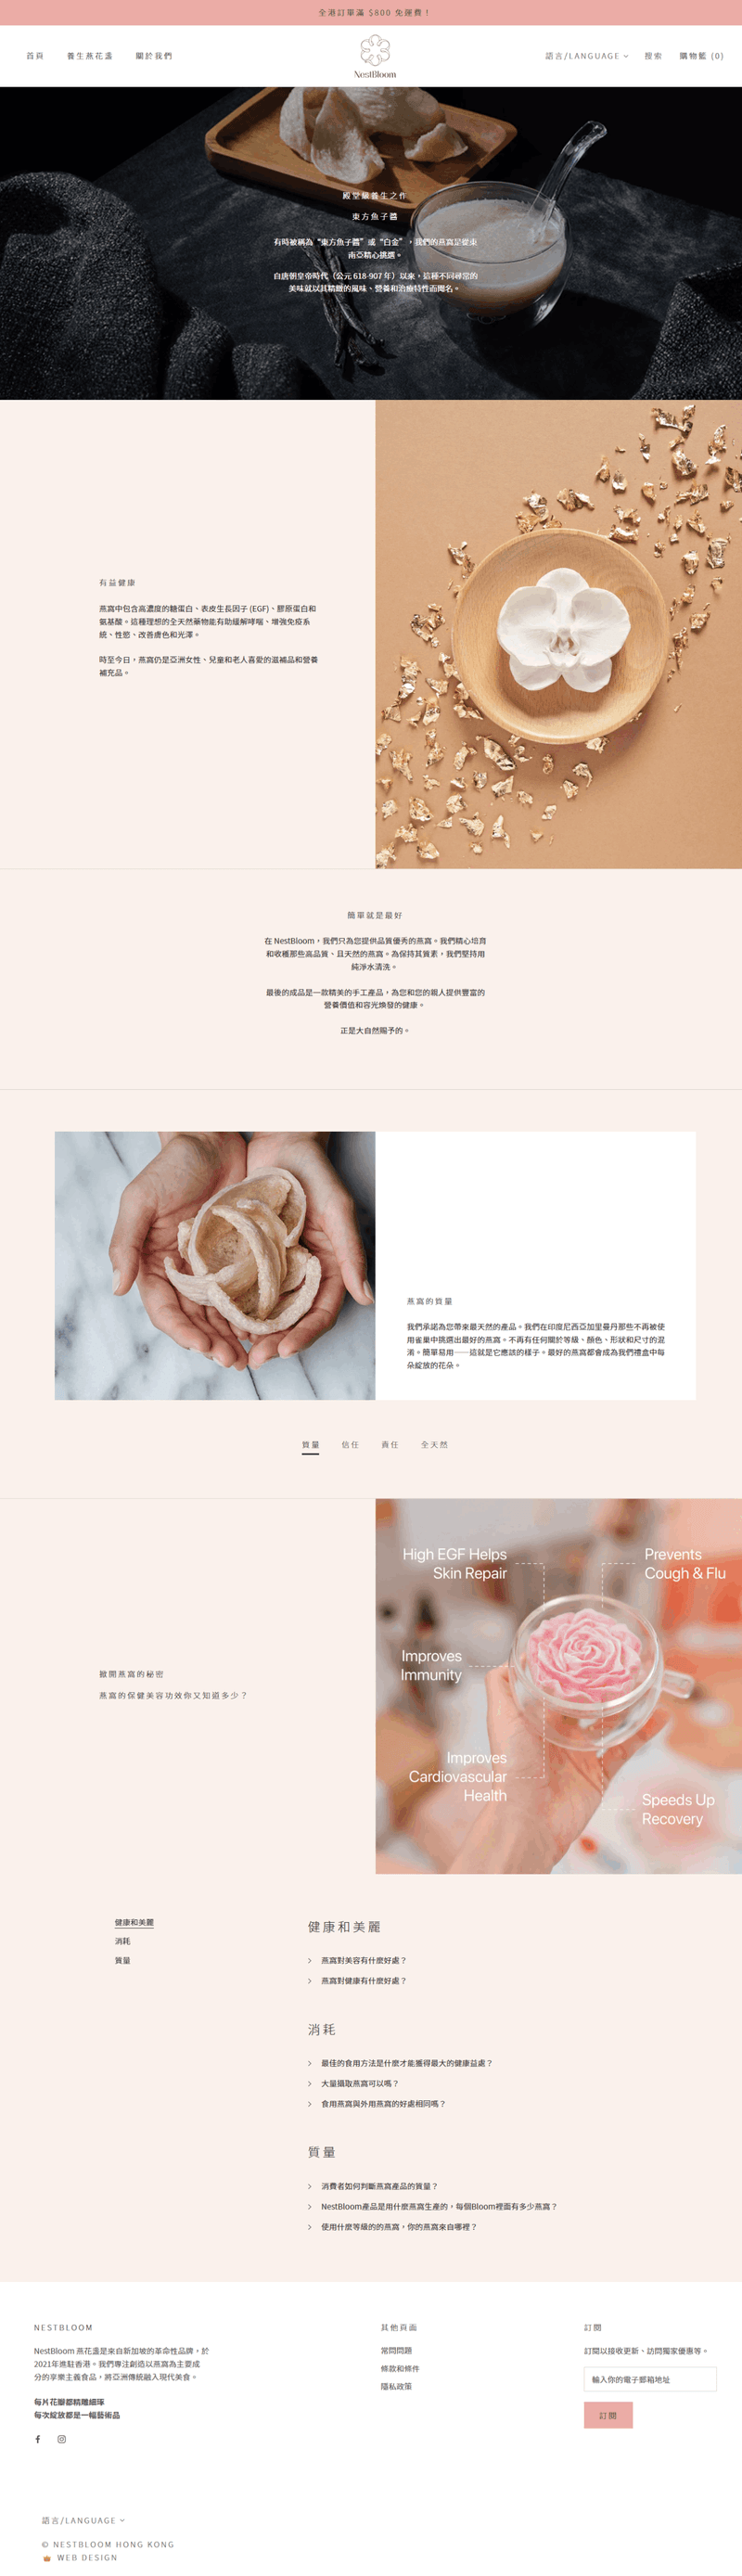 全港訂單滿 $800 免運費！
首頁 養生燕花盞 關於我們
NestBloom
語言/LANGUAGE 搜索 購物籃 (0)
殿堂級養生之作
東方魚子醬
有時被稱為“東方魚子醬”或“白金”，我們的燕窩是從東
南亞精心挑選。
自唐朝皇帝時代（公元 618-907 年）以來，這種不同尋常的
美味就以其精緻的風味、營養和治療特性而聞名。
有益健康
燕窩中包含高濃度的糖蛋白、表皮生長因子 (EGF)、膠原蛋白和
氨基酸。這種理想的全天然藥物能有助緩解哮喘、增強免疫系
統、性慾、改善膚色和光澤。
時至今日，燕窩仍是亞洲女性、兒童和老人喜愛的滋補品和營養
補充品。
簡單就是最好
在 NestBloom，我們只為您提供品質優秀的燕窩。我們精心培育
和收穫那些高品質、且天然的燕窩。為保持其質素，我們堅持用
純淨水清洗。
最後的成品是一款精美的手工產品，為您和您的親人提供豐富的
營養價值和容光煥發的健康。
正是大自然賜予的。
燕窩的質量
我們承諾為您帶來最天然的產品。我們在印度尼西亞加里曼丹那些不再被使
用雀巢中挑選出最好的燕窩。不再有任何關於等級、顏色、形狀和尺寸的混
淆。簡單易用——這就是它應該的樣子。最好的燕窩都會成為我們禮盒中每
朵綻放的花朵。
質量 信任 責任 全天然
High EGF Helps
Skin Repair
Prevents
Cough & Flu
Improves
Immunity
Improves
Cardiovascular
Health
Speeds Up
Recovery
掀開燕窩的秘密
燕窩的保健美容功效你又知道多少？
健康和美麗
消耗
質量
健康和美麗
燕窩對美容有什麼好處？
燕窩對健康有什麼好處？
消耗
最佳的食用方法是什麼才能獲得最大的健康益處？
大量攝取燕窩可以嗎？
食用燕窩與外用燕窩的好處相同嗎？
質量
消費者如何判斷燕窩產品的質量？
NestBloom產品是用什麼燕窩生產的，每個Bloom裡面有多少燕窩？
使用什麼等級的的燕窩，你的燕窩來自哪裡？
NESTBLOOM
NestBloom 燕花盞是來自新加坡的革命性品牌，於
2021年進駐香港。我們專注創造以燕窩為主要成
分的享樂主義食品，將亞洲傳統融入現代美食。
每片花瓣都精雕細琢
每次綻放都是一幅藝術品
其他頁面
常問問題
條款和條件
隱私政策
訂閱
訂閱以接收更新、訪問獨家優惠等。
輸入你的電子郵箱地址
訂閱
語言/LANGUAGE
© NESTBLOOM HONG KONG
WEB DESIGN